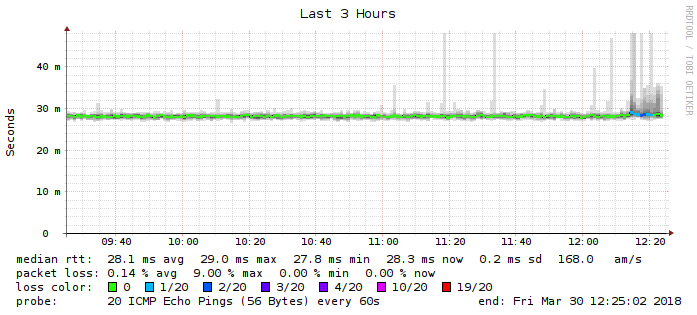 Last 3 Hours
RRDTOOL / TOBI OETIKER
Seconds
40 m
30 m
20 m
10 m
0
09:40 10:00 10:20 10:40 11:00 11:20 11:40 12:00 12:20
median rtt: 28.1 ms avg 29.0 ms max 27.8 ms min 28.3 ms now 0.2 ms sd 168.0 am/s
packet loss: 0.14 % avg 9.00 % max 0.00 % min 0.00 % now
loss color: 0 1/20 2/20 3/20 4/20 10/20 19/20
probe: 20 ICMP Echo Pings (56 Bytes) every 60s end: Fri Mar 30 12:25:02 2018